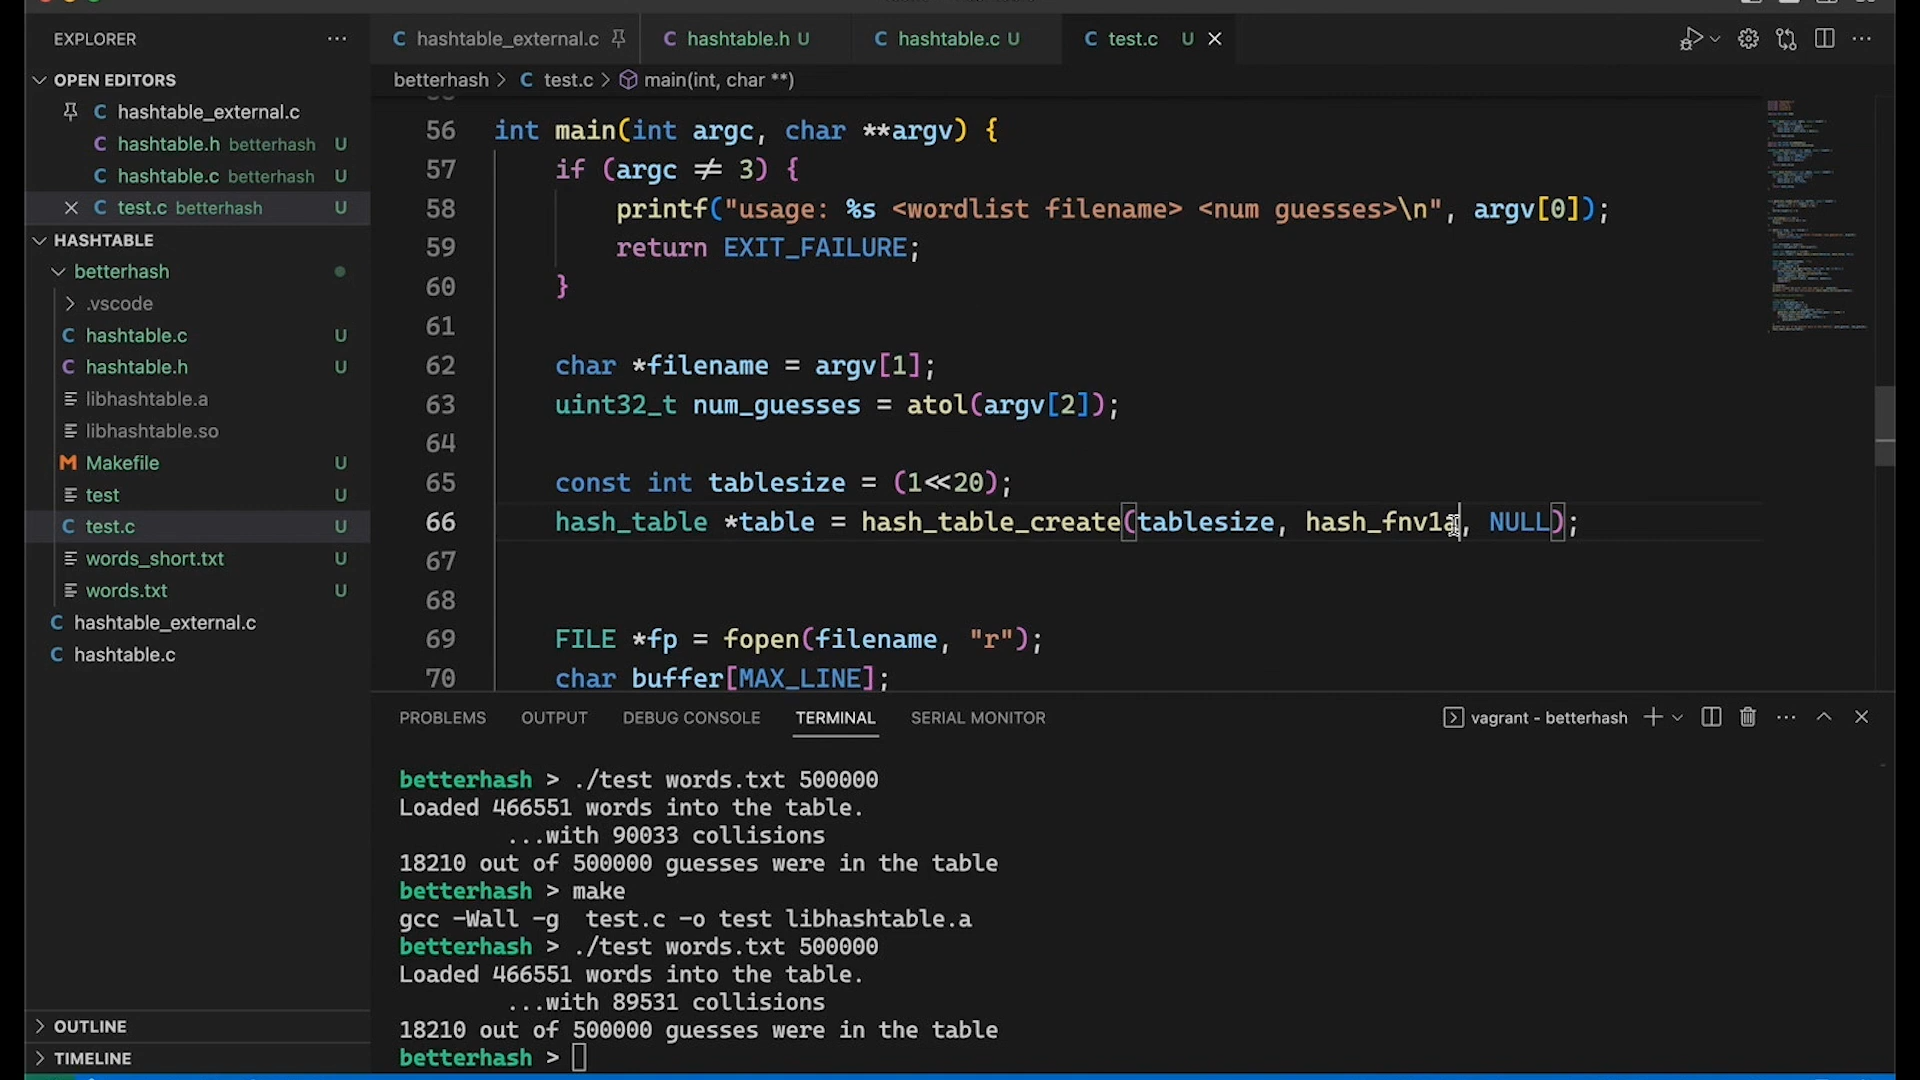 EXPLORER
OPEN EDITORS
hashtable_external.c
hashtable.h betterhash U
hashtable.c betterhash U
test.c betterhash U
HASHTABLE
betterhash
.vscode
hashtable.c U
hashtable.h U
libhashtable.a
libhashtable.so
Makefile U
test U
test.c U
words_short.txt U
words.txt U
hashtable_external.c
hashtable.c
OUTLINE
TIMELINE
hashtable_external.c hashtable.h U hashtable.c U test.c U
betterhash > test.c > main(int, char **)
56 int main(int argc, char **argv) {
57 if (argc ≠ 3) {
58 printf("usage: %s <wordlist filename> <num guesses>\n", argv[0]);
59 return EXIT_FAILURE;
60 }
61
62 char *filename = argv[1];
63 uint32_t num_guesses = atol(argv[2]);
64
65 const int tablesize = (1<<20);
66 hash_table *table = hash_table_create(tablesize, hash_fnv1a, NULL);
67
68
69 FILE *fp = fopen(filename, "r");
70 char buffer[MAX_LINE];
PROBLEMS OUTPUT DEBUG CONSOLE TERMINAL SERIAL MONITOR vagrant - betterhash
betterhash > ./test words.txt 500000
Loaded 466551 words into the table.
...with 90033 collisions
18210 out of 500000 guesses were in the table
betterhash > make
gcc -Wall -g test.c -o test libhashtable.a
betterhash > ./test words.txt 500000
Loaded 466551 words into the table.
...with 89531 collisions
18210 out of 500000 guesses were in the table
betterhash >